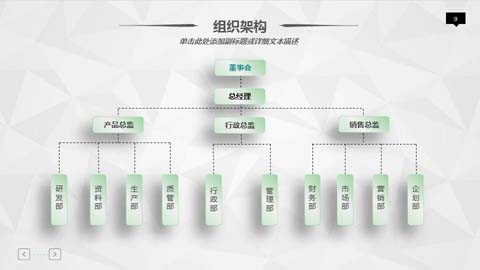 组织架构
9
单击此处添加副标题或详细文本描述
董事会
总经理
产品总监
行政总监
销售总监
研发部
资料部
生产部
质管部
行政部
管理部
财务部
市场部
营销部
企划部